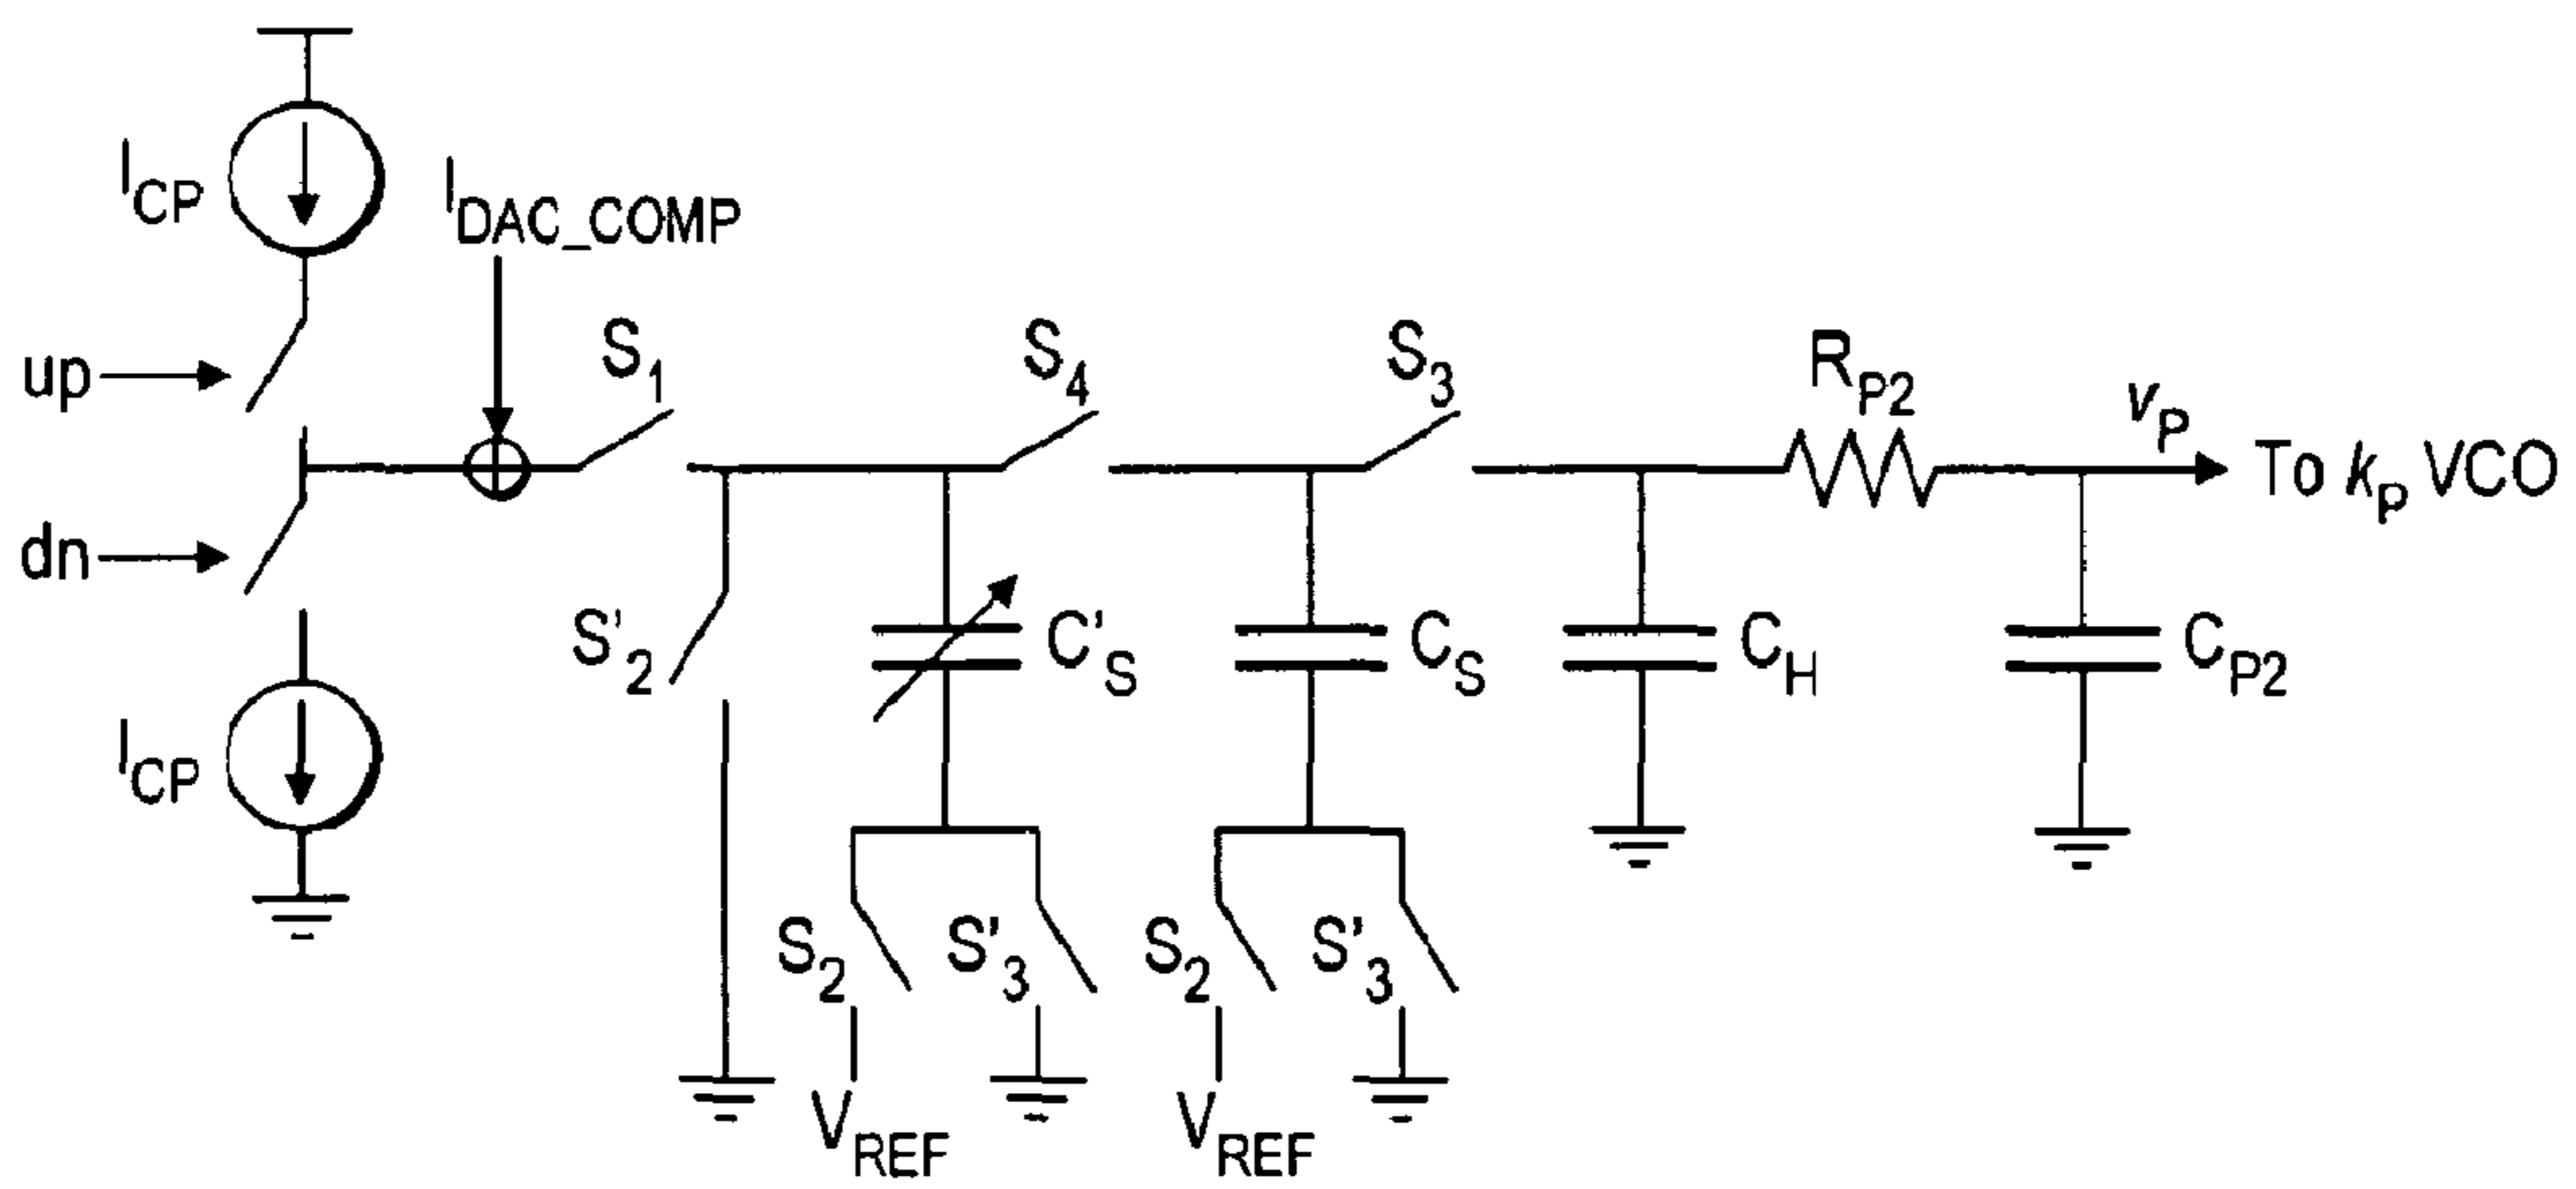 I_CP
I_DAC_COMP
up
S_1
S_4
S_3
R_P2
v_P
To k_p VCO
dn
S'_2
C'_S
C_S
C_H
C_P2
I_CP
S_2
S'_3
S_2
S'_3
V_REF
V_REF